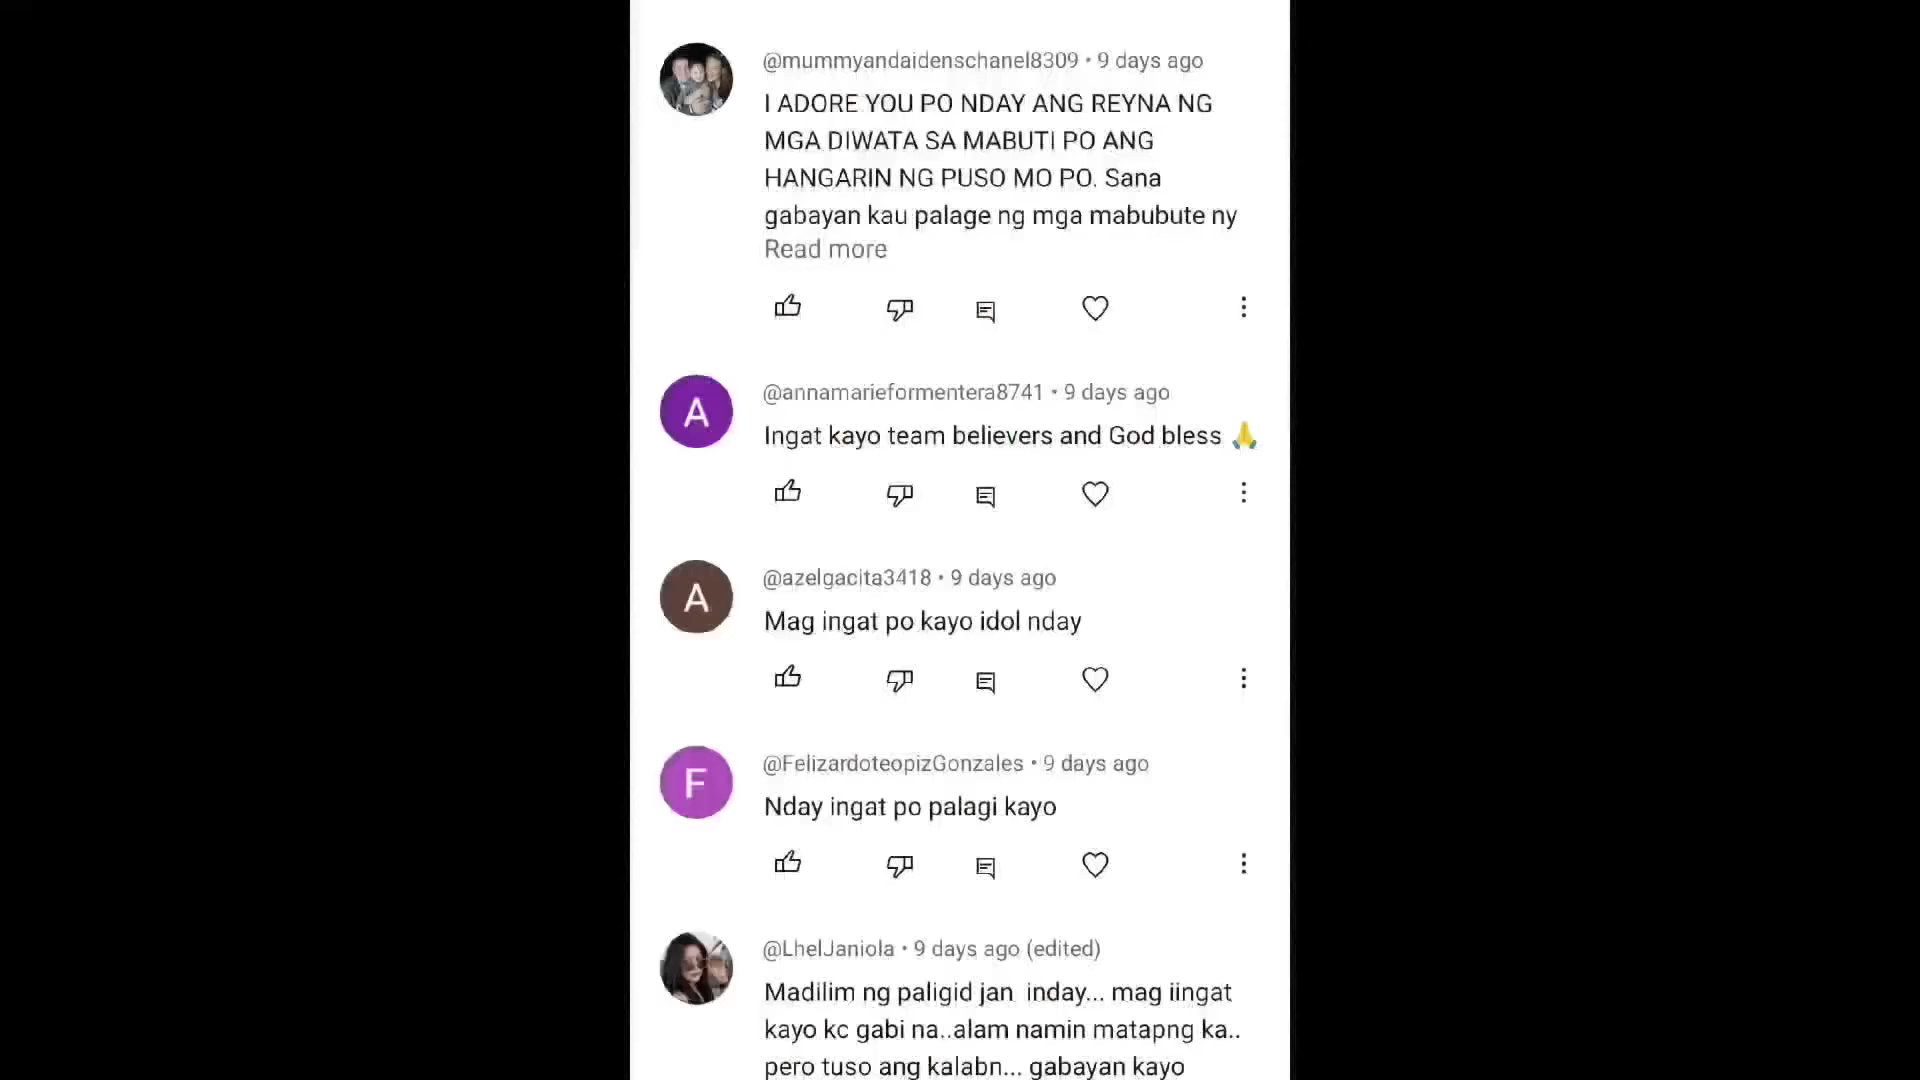 @mummyandaidenschanel8309 • 9 days ago
I ADORE YOU PO NDAY ANG REYNA NG
MGA DIWATA SA MABUTI PO ANG
HANGARIN NG PUSO MO PO. Sana
gabayan kau palage ng mga mabubute ny
Read more
A
@annamarieformentera8741 • 9 days ago
Ingat kayo team believers and God bless 🙏
A
@azelgacita3418 • 9 days ago
Mag ingat po kayo idol nday
F
@FelizardoteopizGonzales • 9 days ago
Nday ingat po palagi kayo
@LhelJaniola • 9 days ago (edited)
Madilim ng paligid jan inday... mag iingat
kayo kc gabi na..alam namin matapng ka..
pero tuso ang kalabn... gabayan kayo